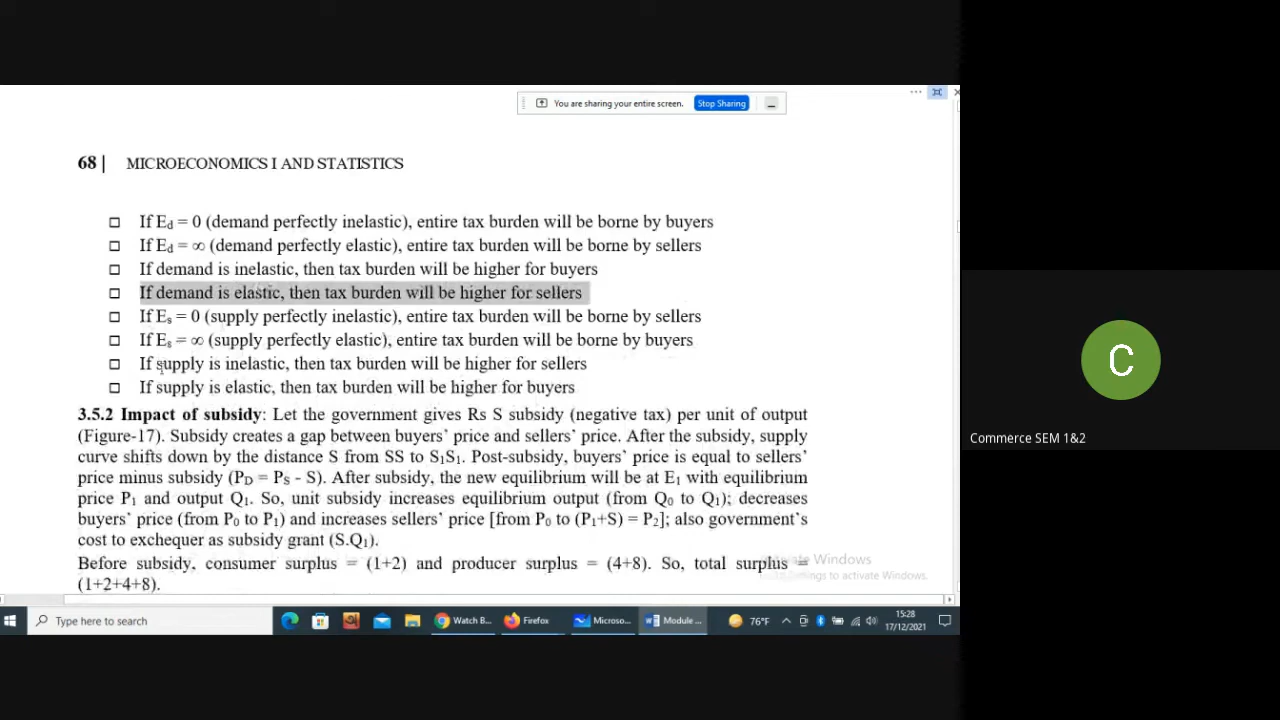 You are sharing your entire screen. Stop Sharing
68 | MICROECONOMICS I AND STATISTICS
If Ed = 0 (demand perfectly inelastic), entire tax burden will be borne by buyers
If Ed = ∞ (demand perfectly elastic), entire tax burden will be borne by sellers
If demand is inelastic, then tax burden will be higher for buyers
If demand is elastic, then tax burden will be higher for sellers
If Es = 0 (supply perfectly inelastic), entire tax burden will be borne by sellers
If Es = ∞ (supply perfectly elastic), entire tax burden will be borne by buyers
If supply is inelastic, then tax burden will be higher for sellers
If supply is elastic, then tax burden will be higher for buyers
3.5.2 Impact of subsidy: Let the government gives Rs S subsidy (negative tax) per unit of output
(Figure-17). Subsidy creates a gap between buyers’ price and sellers’ price. After the subsidy, supply
curve shifts down by the distance S from SS to S1S1. Post-subsidy, buyers’ price is equal to sellers’
price minus subsidy (PD = PS - S). After subsidy, the new equilibrium will be at E1 with equilibrium
price P1 and output Q1. So, unit subsidy increases equilibrium output (from Q0 to Q1); decreases
buyers’ price (from P0 to P1) and increases sellers’ price [from P0 to (P1+S) = P2]; also government’s
cost to exchequer as subsidy grant (S.Q1).
Before subsidy, consumer surplus = (1+2) and producer surplus = (4+8). So, total surplus =
(1+2+4+8).
Windows
to activate Windows.
Type here to search
Watch B...
Firefox
Microso...
Module ...
76°F
15:28
17/12/2021
C
Commerce SEM 1&2